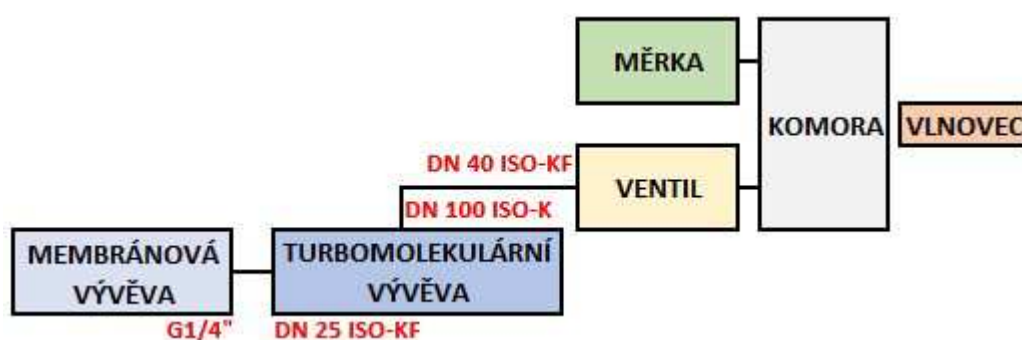 MĚRKA
KOMORA
VLNOVEC
DN 40 ISO-KF
VENTIL
DN 100 ISO-K
MEMBRÁNOVÁ
VÝVĚVA
TURBOMOLEKULÁRNÍ
VÝVĚVA
G1/4"
DN 25 ISO-KF